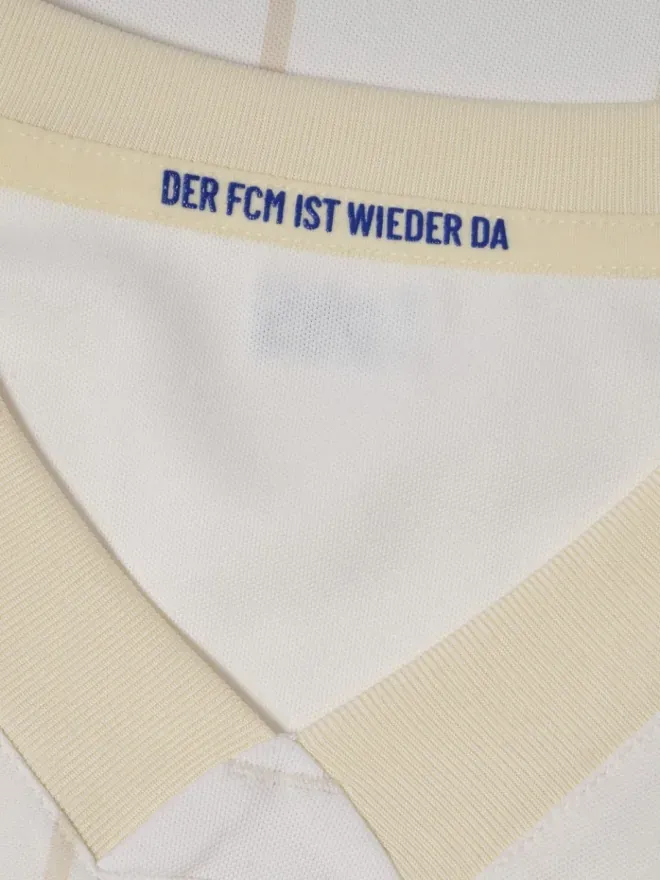 DER FCM IST WIEDER DA